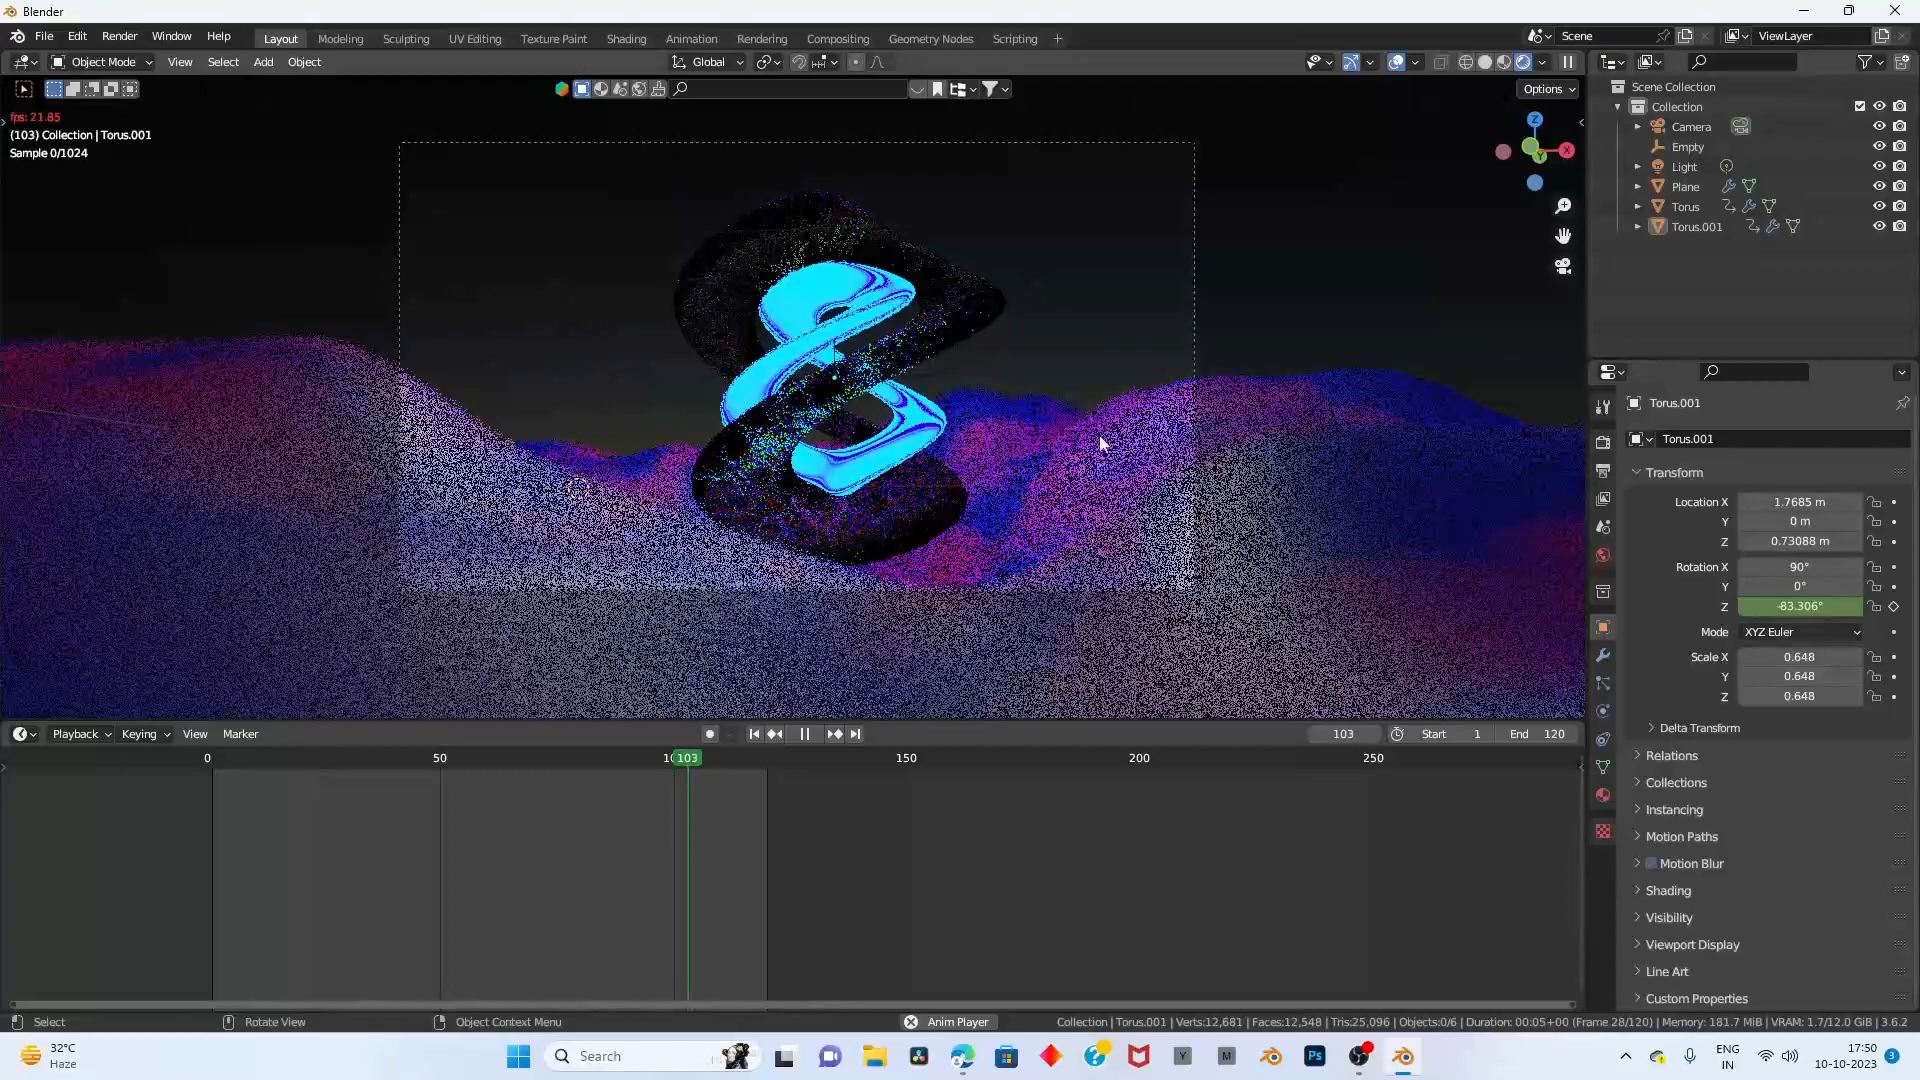 Blender
File Edit Render Window Help
Layout Modeling Sculpting UV Editing Texture Paint Shading Animation Rendering Compositing Geometry Nodes Scripting +
Scene
ViewLayer
Object Mode View Select Add Object
Global
Options
fps: 21.85
(103) Collection | Torus.001
Sample 0/1024
Z
X
Y
Scene Collection
Collection
Camera
Empty
Light
Plane
Torus
Torus.001
Torus.001
Torus.001
Transform
Location X 1.7685 m
Y 0 m
Z 0.73088 m
Rotation X 90°
Y 0°
Z -83.306°
Mode XYZ Euler
Scale X 0.648
Y 0.648
Z 0.648
Delta Transform
Relations
Collections
Instancing
Motion Paths
Motion Blur
Shading
Visibility
Viewport Display
Line Art
Custom Properties
Playback Keying View Marker
103 Start 1 End 120
0 50 103 150 200 250
Select Rotate View Object Context Menu
Anim Player
Collection | Torus.001 | Verts:12,681 | Faces:12,548 | Tris:25,096 | Objects:0/6 | Duration: 00:05+00 (Frame 28/120) | Memory: 181.7 MiB | VRAM: 1.7/12.0 GiB | 3.6.2
32°C
Haze
Search
Y
M
Ps
ENG
IN
17:50
10-10-2023
3